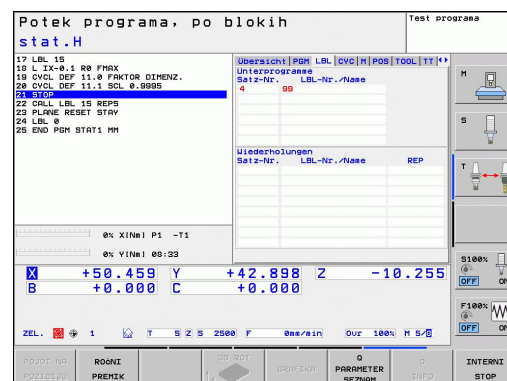 Potek programa, po blokih
Test programa
stat.H
17 LBL 15
18 L IX-0.1 R0 FMAX
19 CYCL DEF 11.0 FAKTOR DIMENZ.
20 CYCL DEF 11.1 SCL 0.9995
21 STOP
22 CALL LBL 15 REP5
23 PLANE RESET STAY
24 LBL 0
25 END PGM STAT1 MM
Übersicht PGM LBL CYC M POS TOOL TT
Unterprogramme
Satz-Nr. LBL-Nr./Name
4 99
Wiederholungen
Satz-Nr. LBL-Nr./Name REP
0% X[Nm] P1 -T1
0% Y[Nm] 08:33
X +50.459 Y +42.898 Z -10.255
B +0.000 C +0.000
ZEL. 1 T 5 Z S 2500 F 0mm/min Ovr 100% M 5/8
M
S
T
S100%
OFF ON
F100%
OFF ON
POJDI NA POZICIJO
ROČNI PREMIK
3D ROT
GRAFIKA
Q PARAMETER SEZNAM
Q INFO
INTERNI STOP